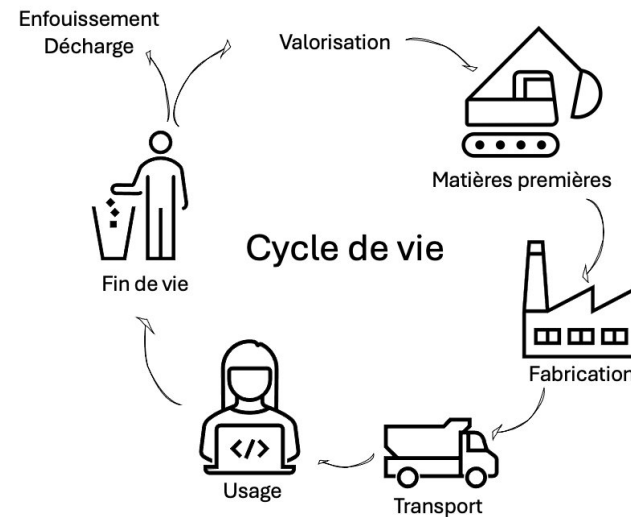 Enfouissement
Décharge
Valorisation
Matières premières
Fin de vie
Cycle de vie
Fabrication
</>
Usage
Transport